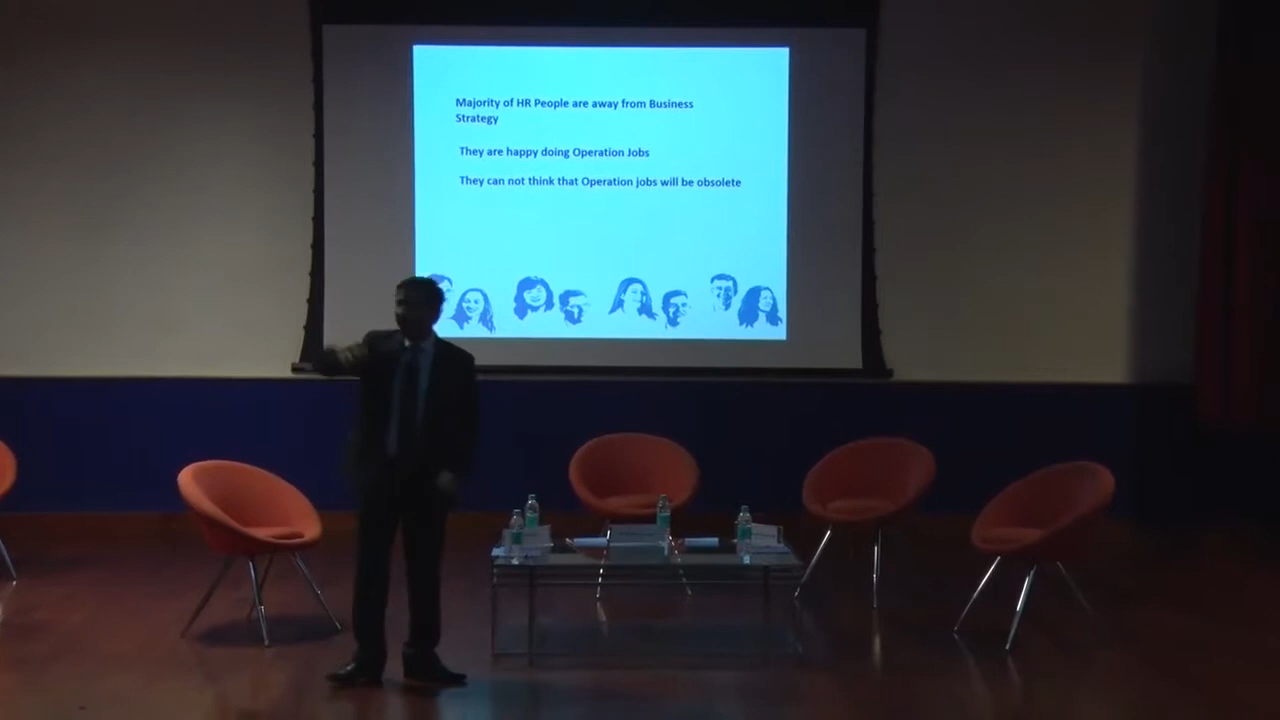 Majority of HR People are away from Business
Strategy
They are happy doing Operation Jobs
They can not think that Operation jobs will be obsolete